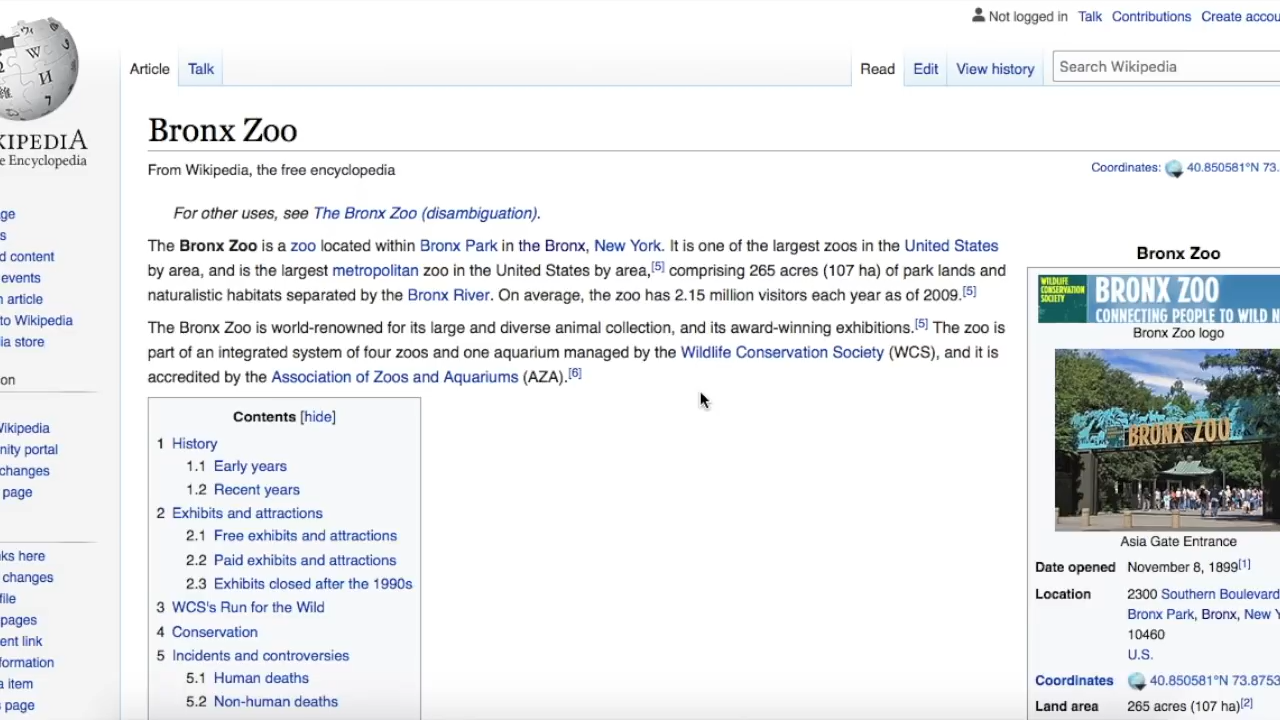 Not logged in Talk Contributions Create accou
Article Talk Read Edit View history Search Wikipedia
KIPEDIA
e Encyclopedia
Bronx Zoo
From Wikipedia, the free encyclopedia
Coordinates: 40.850581°N 73.
For other uses, see The Bronx Zoo (disambiguation).
The Bronx Zoo is a zoo located within Bronx Park in the Bronx, New York. It is one of the largest zoos in the United States
by area, and is the largest metropolitan zoo in the United States by area,[5] comprising 265 acres (107 ha) of park lands and
naturalistic habitats separated by the Bronx River. On average, the zoo has 2.15 million visitors each year as of 2009.[5]
The Bronx Zoo is world-renowned for its large and diverse animal collection, and its award-winning exhibitions.[5] The zoo is
part of an integrated system of four zoos and one aquarium managed by the Wildlife Conservation Society (WCS), and it is
accredited by the Association of Zoos and Aquariums (AZA).[6]
Contents [hide]
1 History
1.1 Early years
1.2 Recent years
2 Exhibits and attractions
2.1 Free exhibits and attractions
2.2 Paid exhibits and attractions
2.3 Exhibits closed after the 1990s
3 WCS's Run for the Wild
4 Conservation
5 Incidents and controversies
5.1 Human deaths
5.2 Non-human deaths
ge
s
d content
events
n article
to Wikipedia
ia store
on
Wikipedia
nity portal
changes
page
ks here
changes
file
pages
ent link
formation
a item
s page
Bronx Zoo
WILDLIFE
CONSERVATION
SOCIETY
BRONX ZOO
CONNECTING PEOPLE TO WILD N
Bronx Zoo logo
BRONX ZOO
Asia Gate Entrance
Date opened November 8, 1899[1]
Location 2300 Southern Boulevard
Bronx Park, Bronx, New Y
10460
U.S.
Coordinates 40.850581°N 73.8753
Land area 265 acres (107 ha)[2]